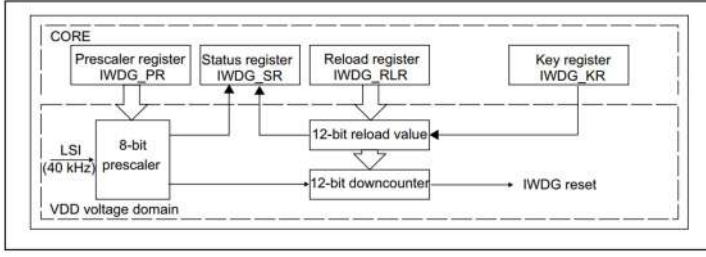 CORE
Prescaler register
IWDG_PR
Status register
IWDG_SR
Reload register
IWDG_RLR
Key register
IWDG_KR
LSI
(40 kHz)
8-bit
prescaler
12-bit reload value
12-bit downcounter
IWDG reset
VDD voltage domain